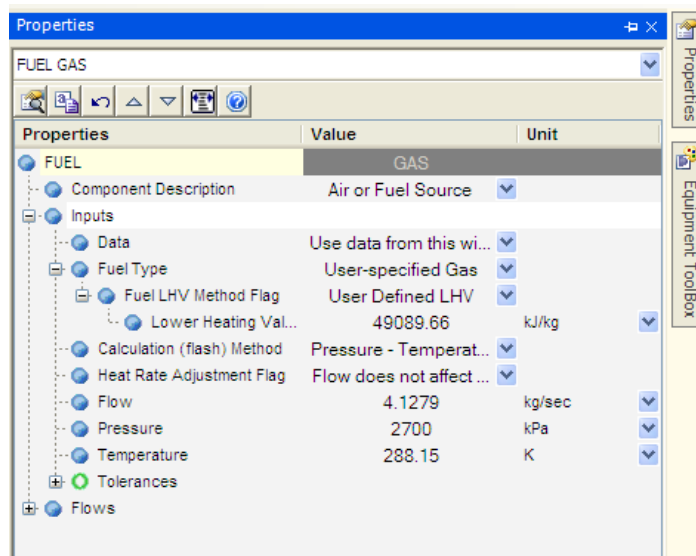 Properties
FUEL GAS
Properties Value Unit
FUEL GAS
Component Description Air or Fuel Source
Inputs
Data Use data from this wi...
Fuel Type User-specified Gas
Fuel LHV Method Flag User Defined LHV
Lower Heating Val... 49089.66 kJ/kg
Calculation (flash) Method Pressure - Temperat...
Heat Rate Adjustment Flag Flow does not affect ...
Flow 4.1279 kg/sec
Pressure 2700 kPa
Temperature 288.15 K
Tolerances
Flows
Properties
Equipment ToolBox